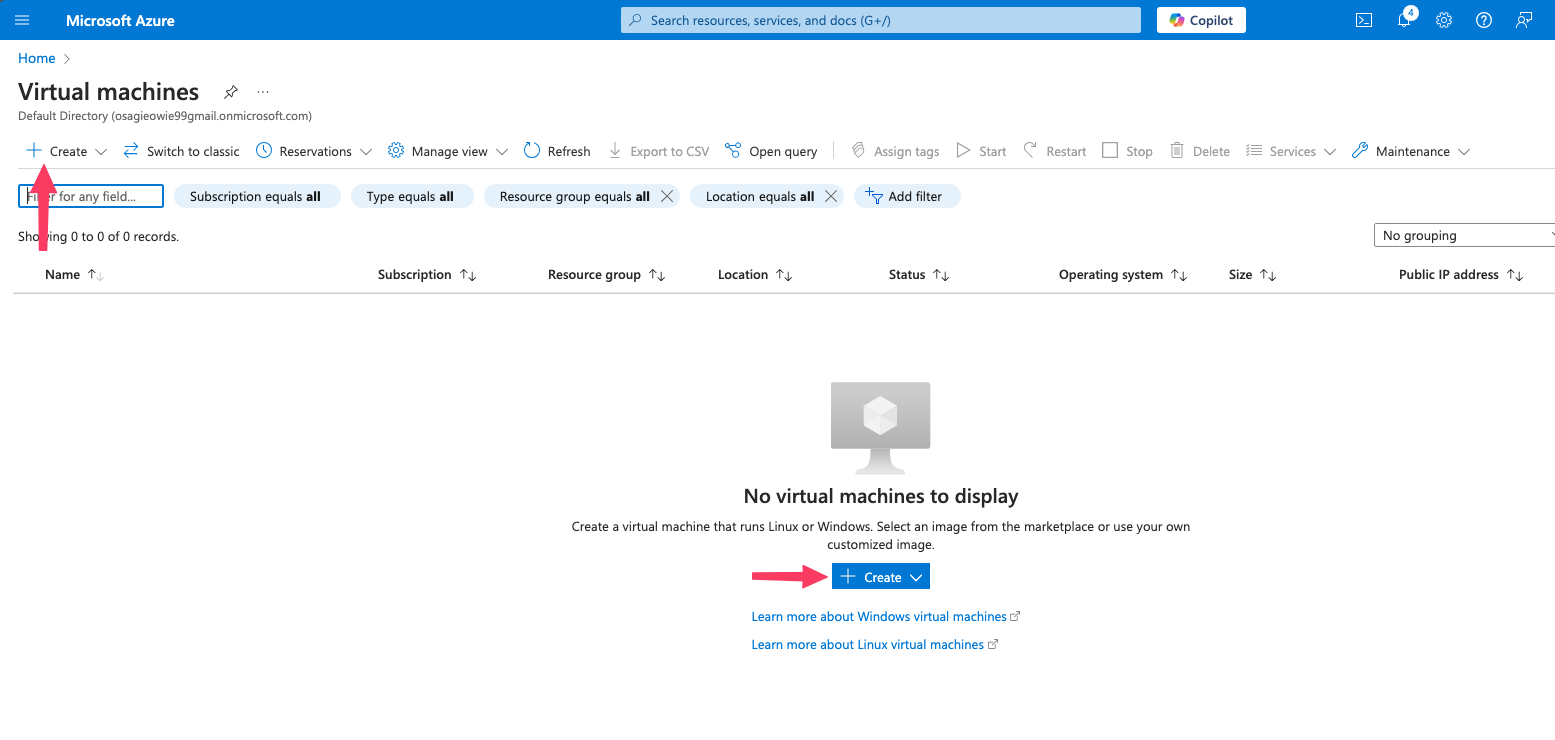 Microsoft Azure Search resources, services, and docs (G+/) Copilot 4
Home
Virtual machines
Default Directory (osagieowie99gmail.onmicrosoft.com)
Create Switch to classic Reservations Manage view Refresh Export to CSV Open query Assign tags Start Restart Stop Delete Services Maintenance
Filter for any field... Subscription equals all Type equals all Resource group equals all Location equals all Add filter
Showing 0 to 0 of 0 records. No grouping
Name Subscription Resource group Location Status Operating system Size Public IP address
No virtual machines to display
Create a virtual machine that runs Linux or Windows. Select an image from the marketplace or use your own
customized image.
Create
Learn more about Windows virtual machines
Learn more about Linux virtual machines